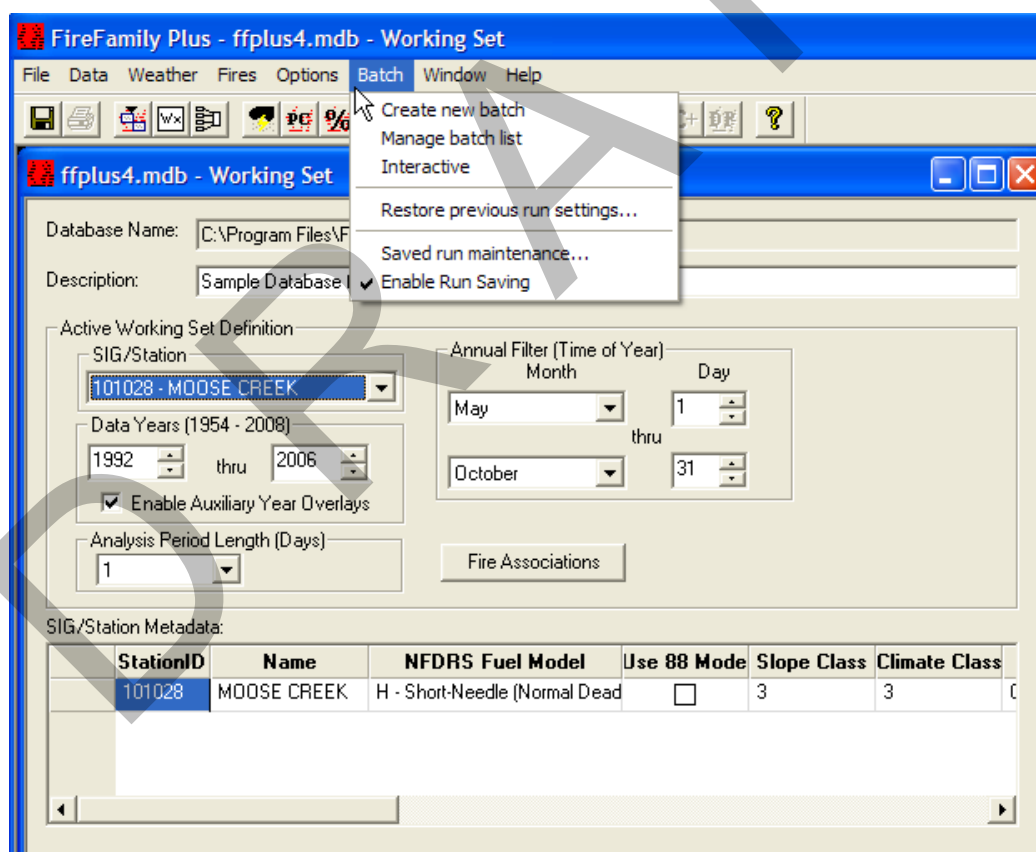 FireFamily Plus - ffplus4.mdb - Working Set
File Data Weather Fires Options Batch Window Help
Create new batch
Manage batch list
Interactive
Restore previous run settings...
Saved run maintenance...
Enable Run Saving
ffplus4.mdb - Working Set
Database Name: C:\Program Files\F
Description: Sample Database
Active Working Set Definition
SIG/Station
101028 - MOOSE CREEK
Data Years (1954 - 2008)
1992 thru 2006
Enable Auxiliary Year Overlays
Analysis Period Length (Days)
1
Annual Filter (Time of Year)
Month Day
May 1
thru
October 31
Fire Associations
SIG/Station Metadata:
StationID Name NFDRS Fuel Model Use 88 Mode Slope Class Climate Class
101028 MOOSE CREEK H - Short-Needle (Normal Dead 3 3
DRAFT